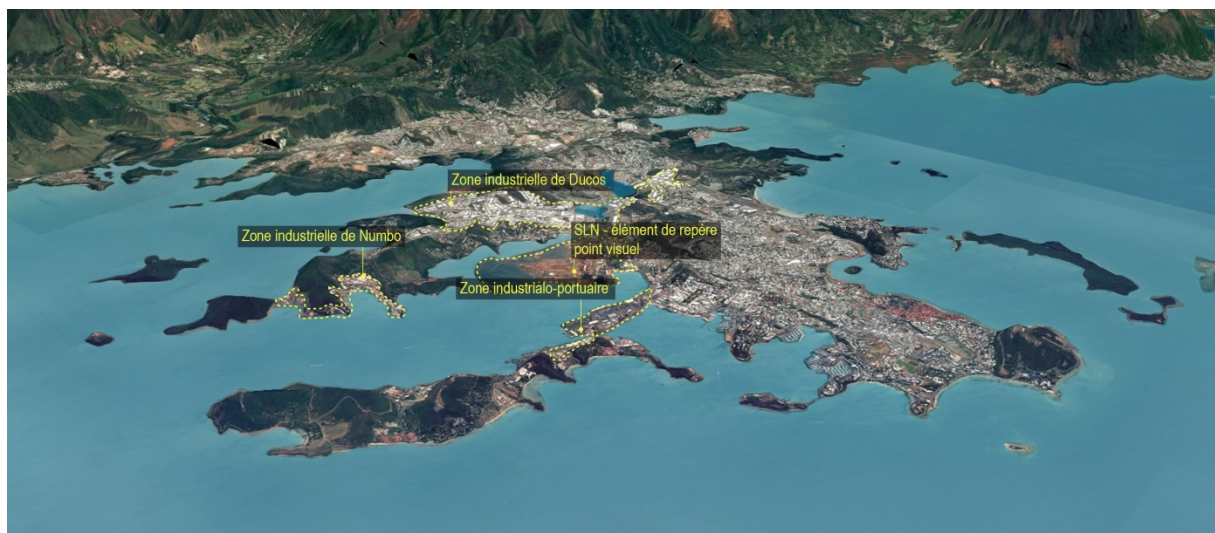 Zone industrielle de Ducos
Zone industrielle de Numbo
SLN - élément de repère
point visuel
Zone industrialo-portuaire